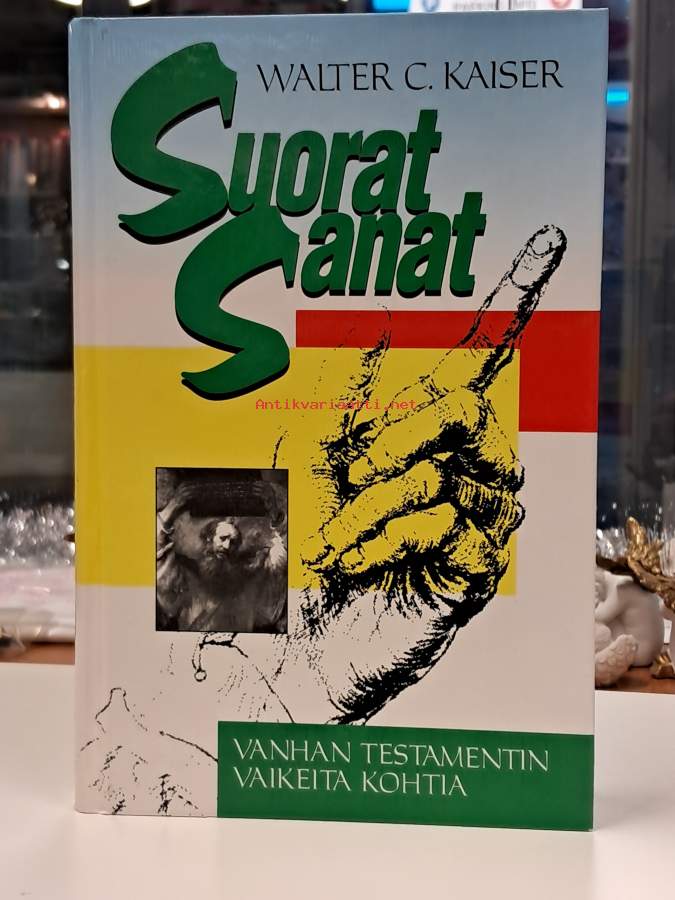 WALTER C. KAISER
Suorat
Sanat
Antikvariaatti.net
VANHAN TESTAMENTIN
VAIKEITA KOHTIA